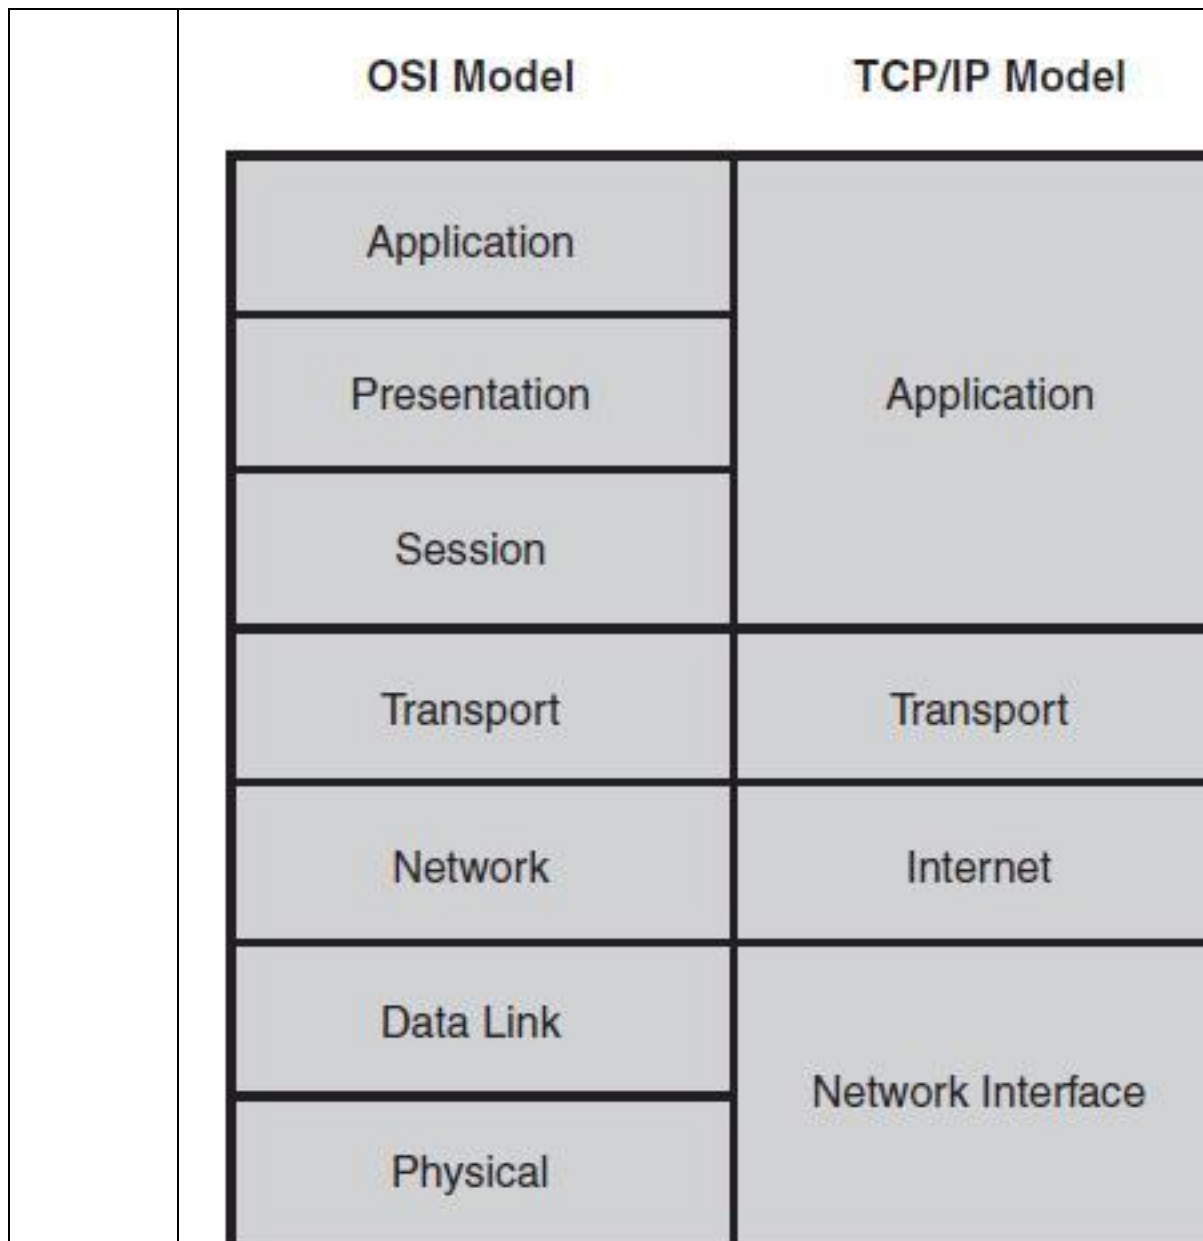 OSI Model TCP/IP Model
Application
Presentation Application
Session
Transport Transport
Network Internet
Data Link
Network Interface
Physical